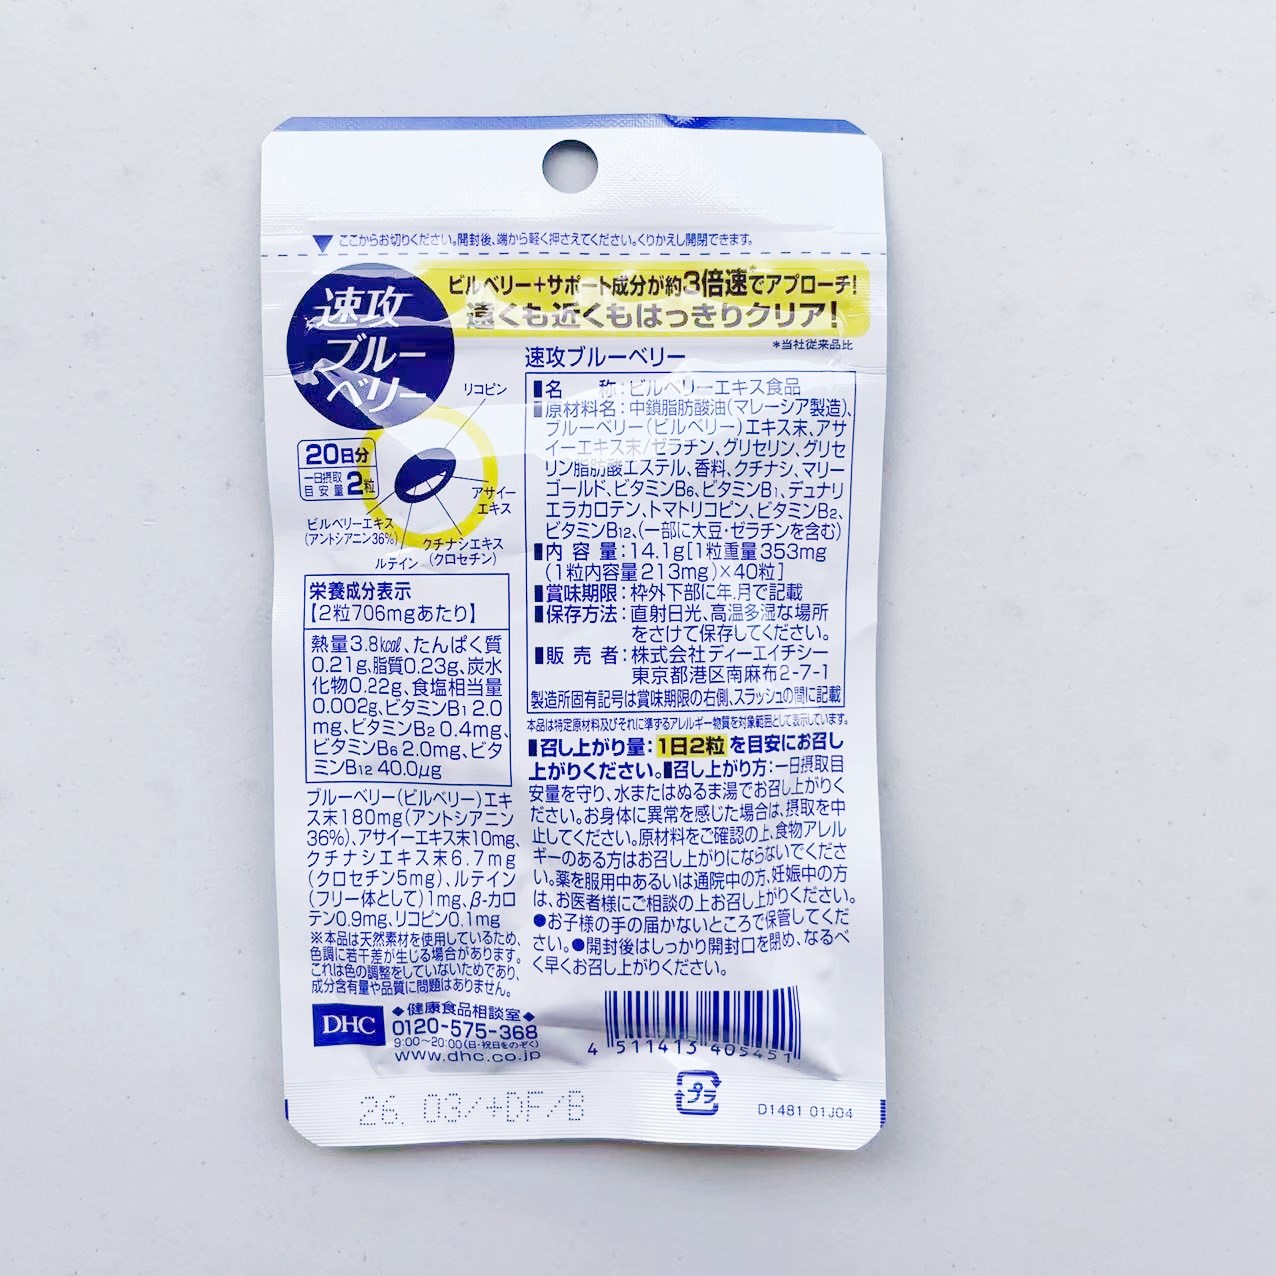 ここからお切りください。開封後、端から軽く押さえてください。くりかえし開閉できます。
速攻
ブルー
ベリー
ビルベリー+サポート成分が約3倍速*でアプローチ!
遠くも近くもはっきりクリア!
*当社従来品比
20日分
一日摂取
目安量 2粒
リコピン
アサイー
エキス
ビルベリーエキス
(アントシアニン36%)
クチナシエキス
(クロセチン)
ルテイン
栄養成分表示
【2粒706mgあたり】
熱量3.8kcal、たんぱく質
0.21g、脂質0.23g、炭水
化物0.22g、食塩相当量
0.002g、ビタミンB1 2.0
mg、ビタミンB2 0.4mg、
ビタミンB6 2.0mg、ビタ
ミンB12 40.0μg
ブルーベリー(ビルベリー)エキ
ス末180mg(アントシアニン
36%)、アサイーエキス末10mg、
クチナシエキス末6.7mg
(クロセチン5mg)、ルテイン
(フリー体として)1mg、β-カロ
テン0.9mg、リコピン0.1mg
※本品は天然素材を使用しているため、
色調に若干差が生じる場合があります。
これは色の調整をしていないためであり、
成分含有量や品質に問題はありません。
速攻ブルーベリー
■名 称:ビルベリーエキス食品
■原材料名:中鎖脂肪酸油(マレーシア製造)、
ブルーベリー(ビルベリー)エキス末、アサ
イーエキス末/ゼラチン、グリセリン、グリセ
リン脂肪酸エステル、香料、クチナシ、マリー
ゴールド、ビタミンB6、ビタミンB1、デュナリ
エラカロテン、トマトリコピン、ビタミンB2、
ビタミンB12、(一部に大豆・ゼラチンを含む)
■内 容 量:14.1g[1粒重量353mg
(1粒内容量213mg)×40粒]
■賞味期限:枠外下部に年.月で記載
■保存方法:直射日光、高温多湿な場所
をさけて保存してください。
■販 売 者:株式会社ディーエイチシー
東京都港区南麻布2-7-1
製造所固有記号は賞味期限の右側、スラッシュの間に記載
本品は特定原材料及びそれに準ずるアレルギー物質を対象範囲として表示しています。
■召し上がり量:1日2粒を目安にお召し
上がりください。■召し上がり方:一日摂取目
安量を守り、水またはぬるま湯でお召し上がりく
ださい。お身体に異常を感じた場合は、摂取を中
止してください。原材料をご確認の上、食物アレル
ギーのある方はお召し上がりにならないでくださ
い。薬を服用中あるいは通院中の方、妊娠中の方
は、お医者様にご相談の上お召し上がりください。
●お子様の手の届かないところで保管してくだ
さい。●開封後はしっかり開封口を閉め、なるべ
く早くお召し上がりください。
DHC
◆健康食品相談室◆
0120-575-368
9:00~20:00(日・祝日をのぞく)
www.dhc.co.jp
4 511413 405451
プラ
26. 03/+DF/B
D1481 01J04